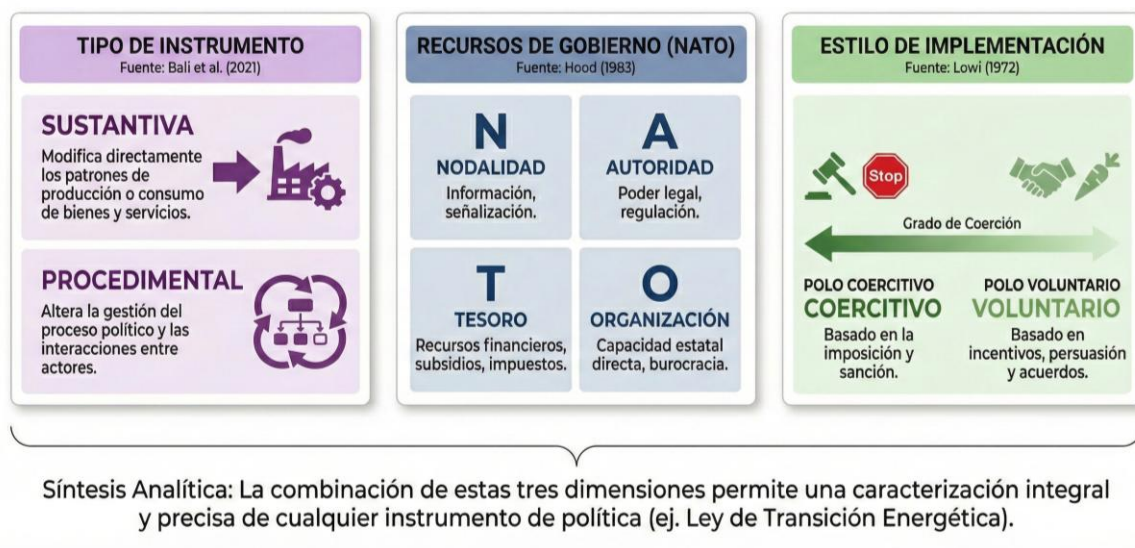 TIPO DE INSTRUMENTO
Fuente: Bali et al. (2021)
SUSTANTIVA
Modifica directamente
los patrones de
producción o consumo
de bienes y servicios.
PROCEDIMENTAL
Altera la gestión del
proceso político y las
interacciones entre
actores.
RECURSOS DE GOBIERNO (NATO)
Fuente: Hood (1983)
N
NODALIDAD
Información,
señalización.
A
AUTORIDAD
Poder legal,
regulación.
T
TESORO
Recursos financieros,
subsidios, impuestos.
O
ORGANIZACIÓN
Capacidad estatal
directa, burocracia.
ESTILO DE IMPLEMENTACIÓN
Fuente: Lowi (1972)
Stop
Grado de Coerción
POLO COERCITIVO
COERCITIVO
Basado en la
imposición y
sanción.
POLO VOLUNTARIO
VOLUNTARIO
Basado en
incentivos, persuasión
y acuerdos.
Síntesis Analítica: La combinación de estas tres dimensiones permite una caracterización integral
y precisa de cualquier instrumento de política (ej. Ley de Transición Energética).